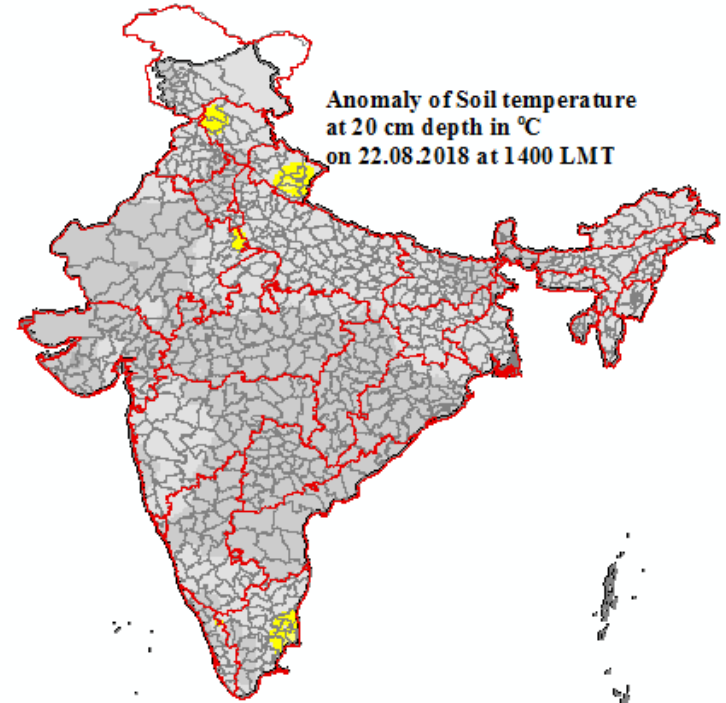 Anomaly of Soil temperature
at 20 cm depth in ⁰C
on 22.08.2018 at 1400 LMT